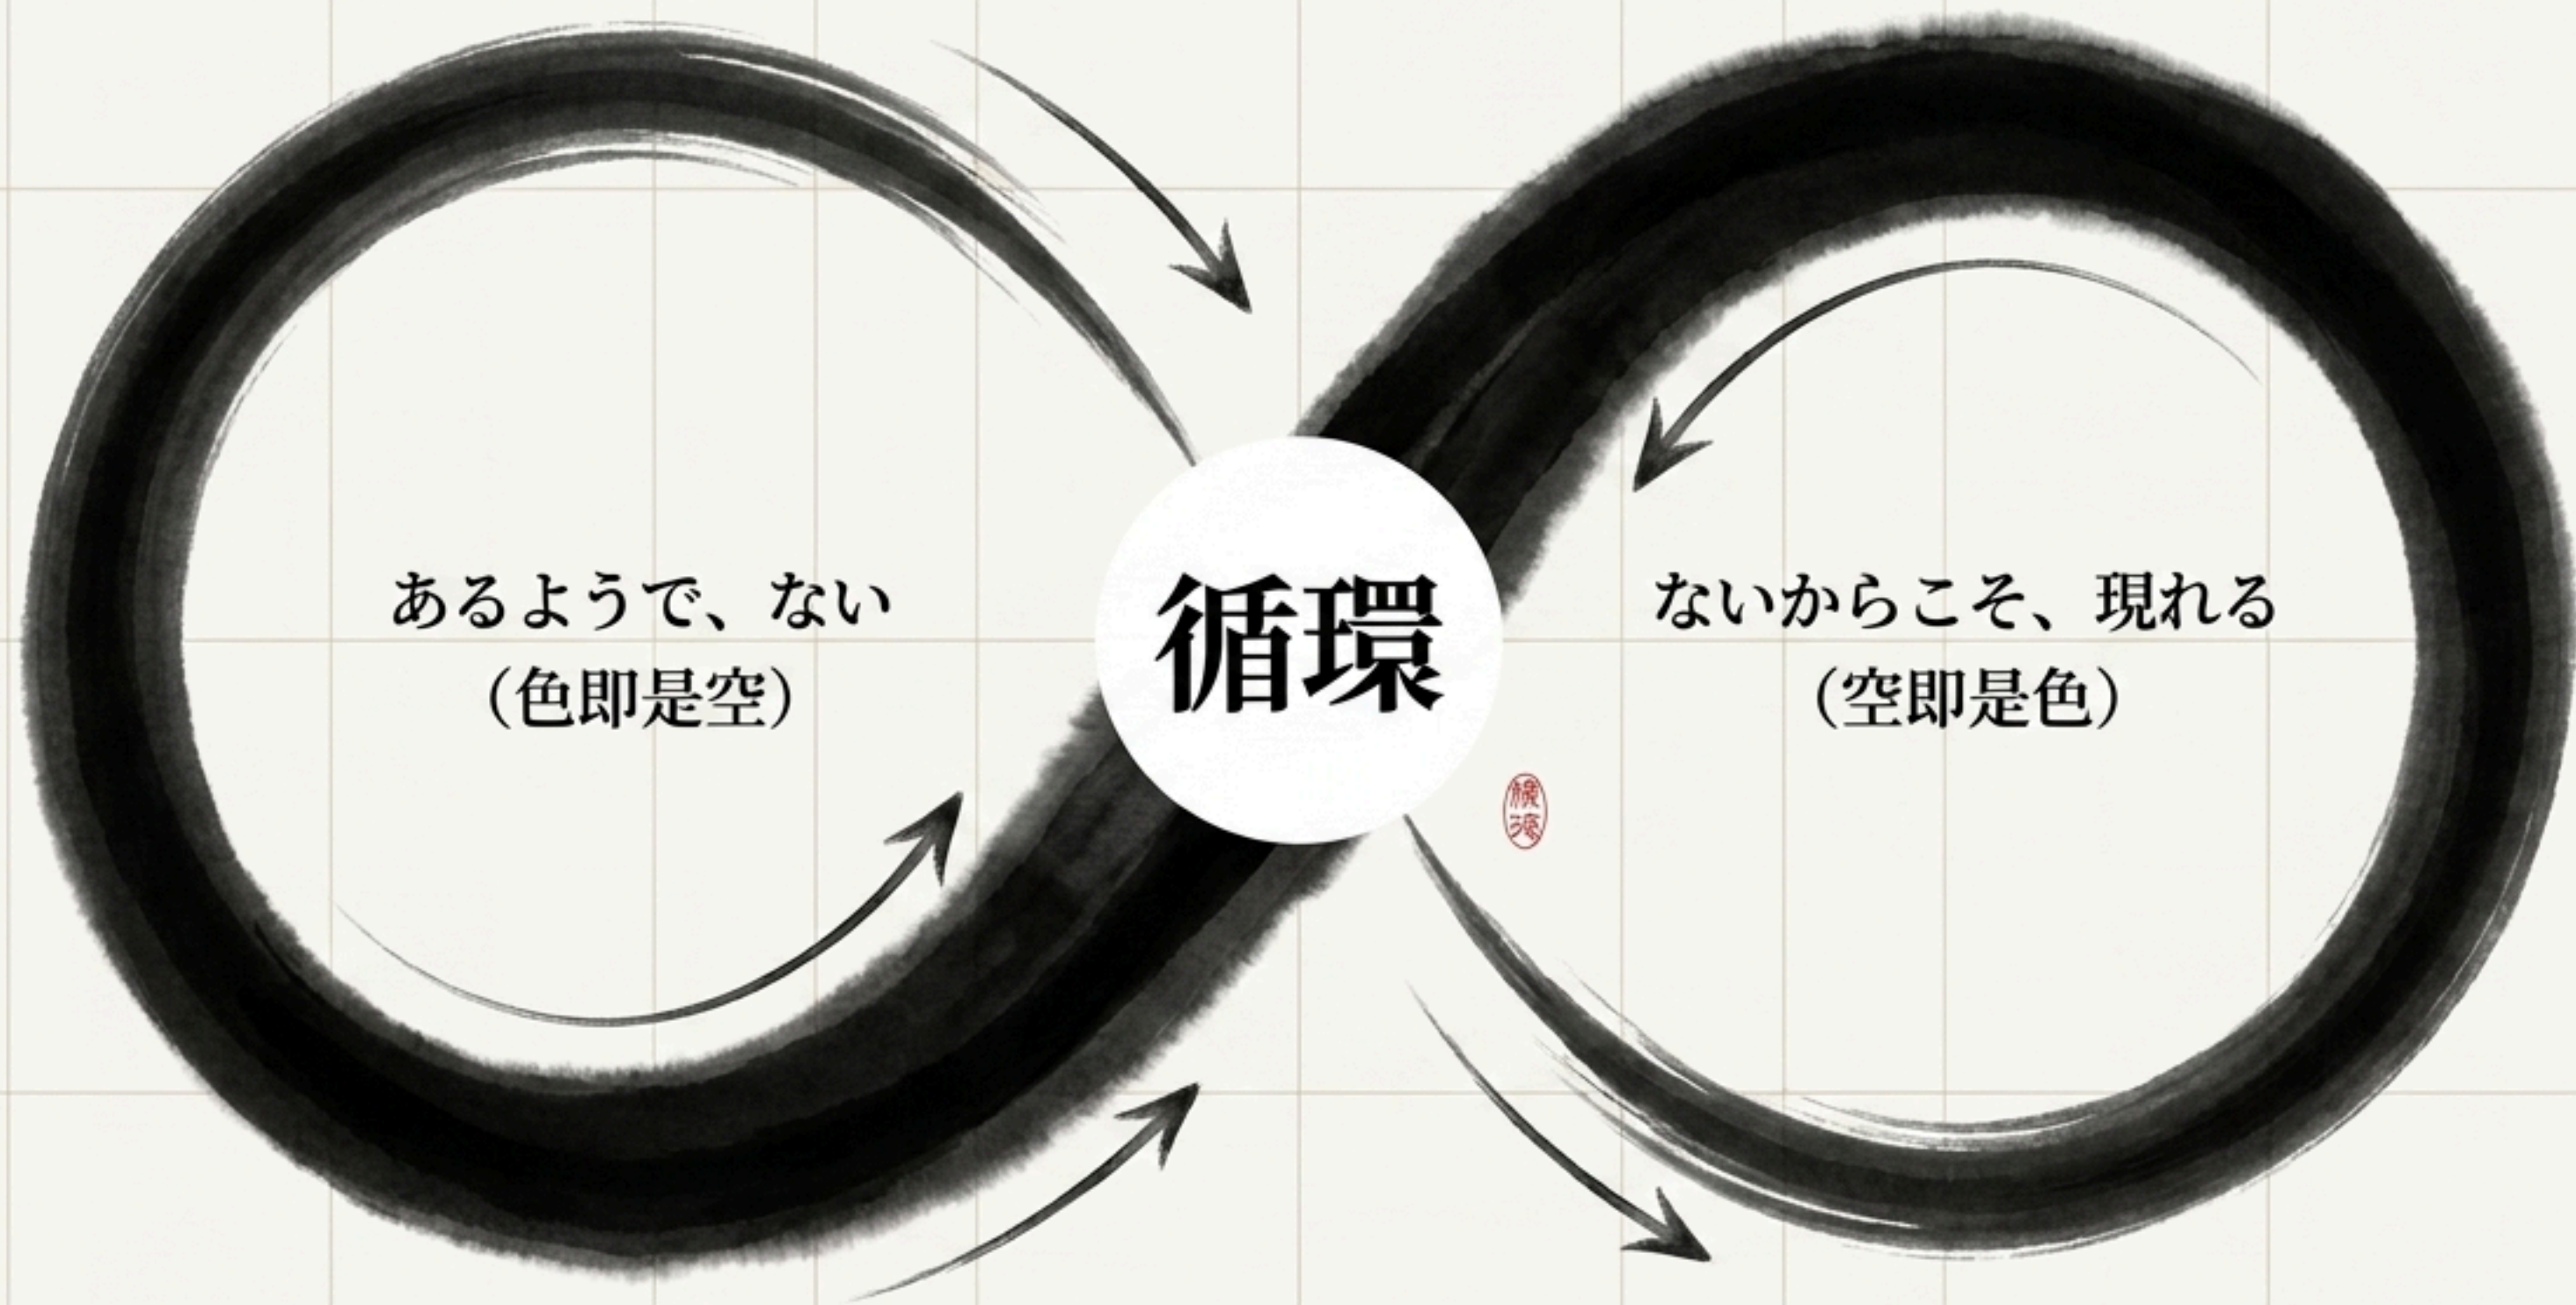 あるようで、ない
（色即是空）
循環
ないからこそ、現れる
（空即是色）